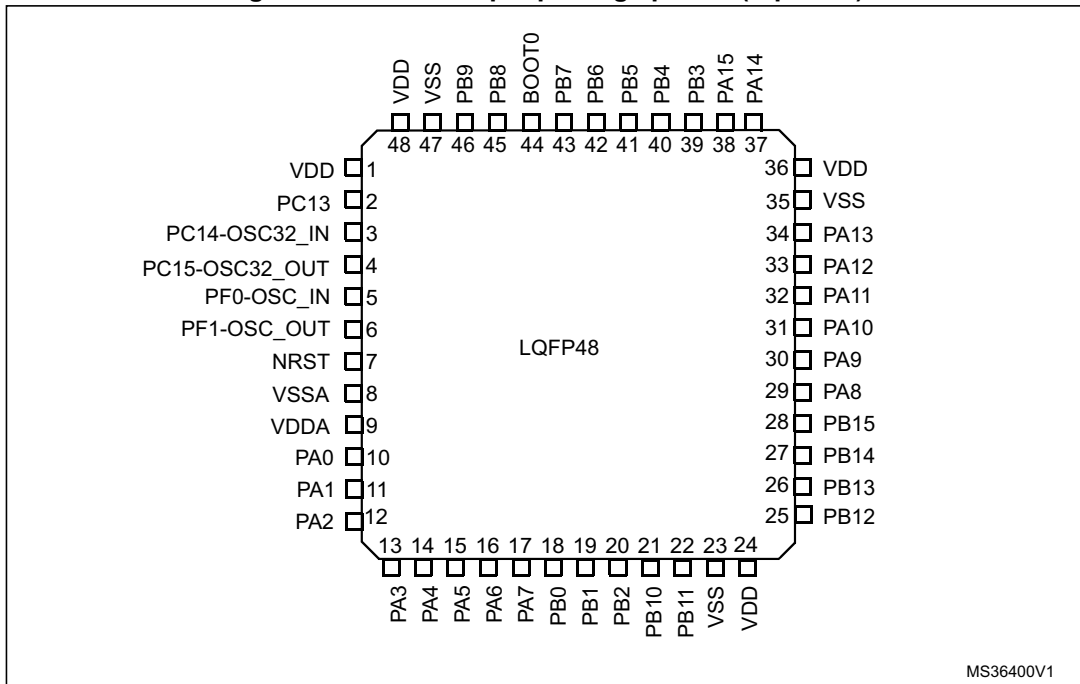 VDD
VSS
PB9
PB8
BOOT0
PB7
PB6
PB5
PB4
PB3
PA15
PA14
48 47 46 45 44 43 42 41 40 39 38 37
VDD 1 36 VDD
PC13 2 35 VSS
PC14-OSC32_IN 3 34 PA13
PC15-OSC32_OUT 4 33 PA12
PF0-OSC_IN 5 32 PA11
PF1-OSC_OUT 6 31 PA10
LQFP48
NRST 7 30 PA9
VSSA 8 29 PA8
VDDA 9 28 PB15
PA0 10 27 PB14
PA1 11 26 PB13
PA2 12 25 PB12
13 14 15 16 17 18 19 20 21 22 23 24
PA3
PA4
PA5
PA6
PA7
PB0
PB1
PB2
PB10
PB11
VSS
VDD
MS36400V1